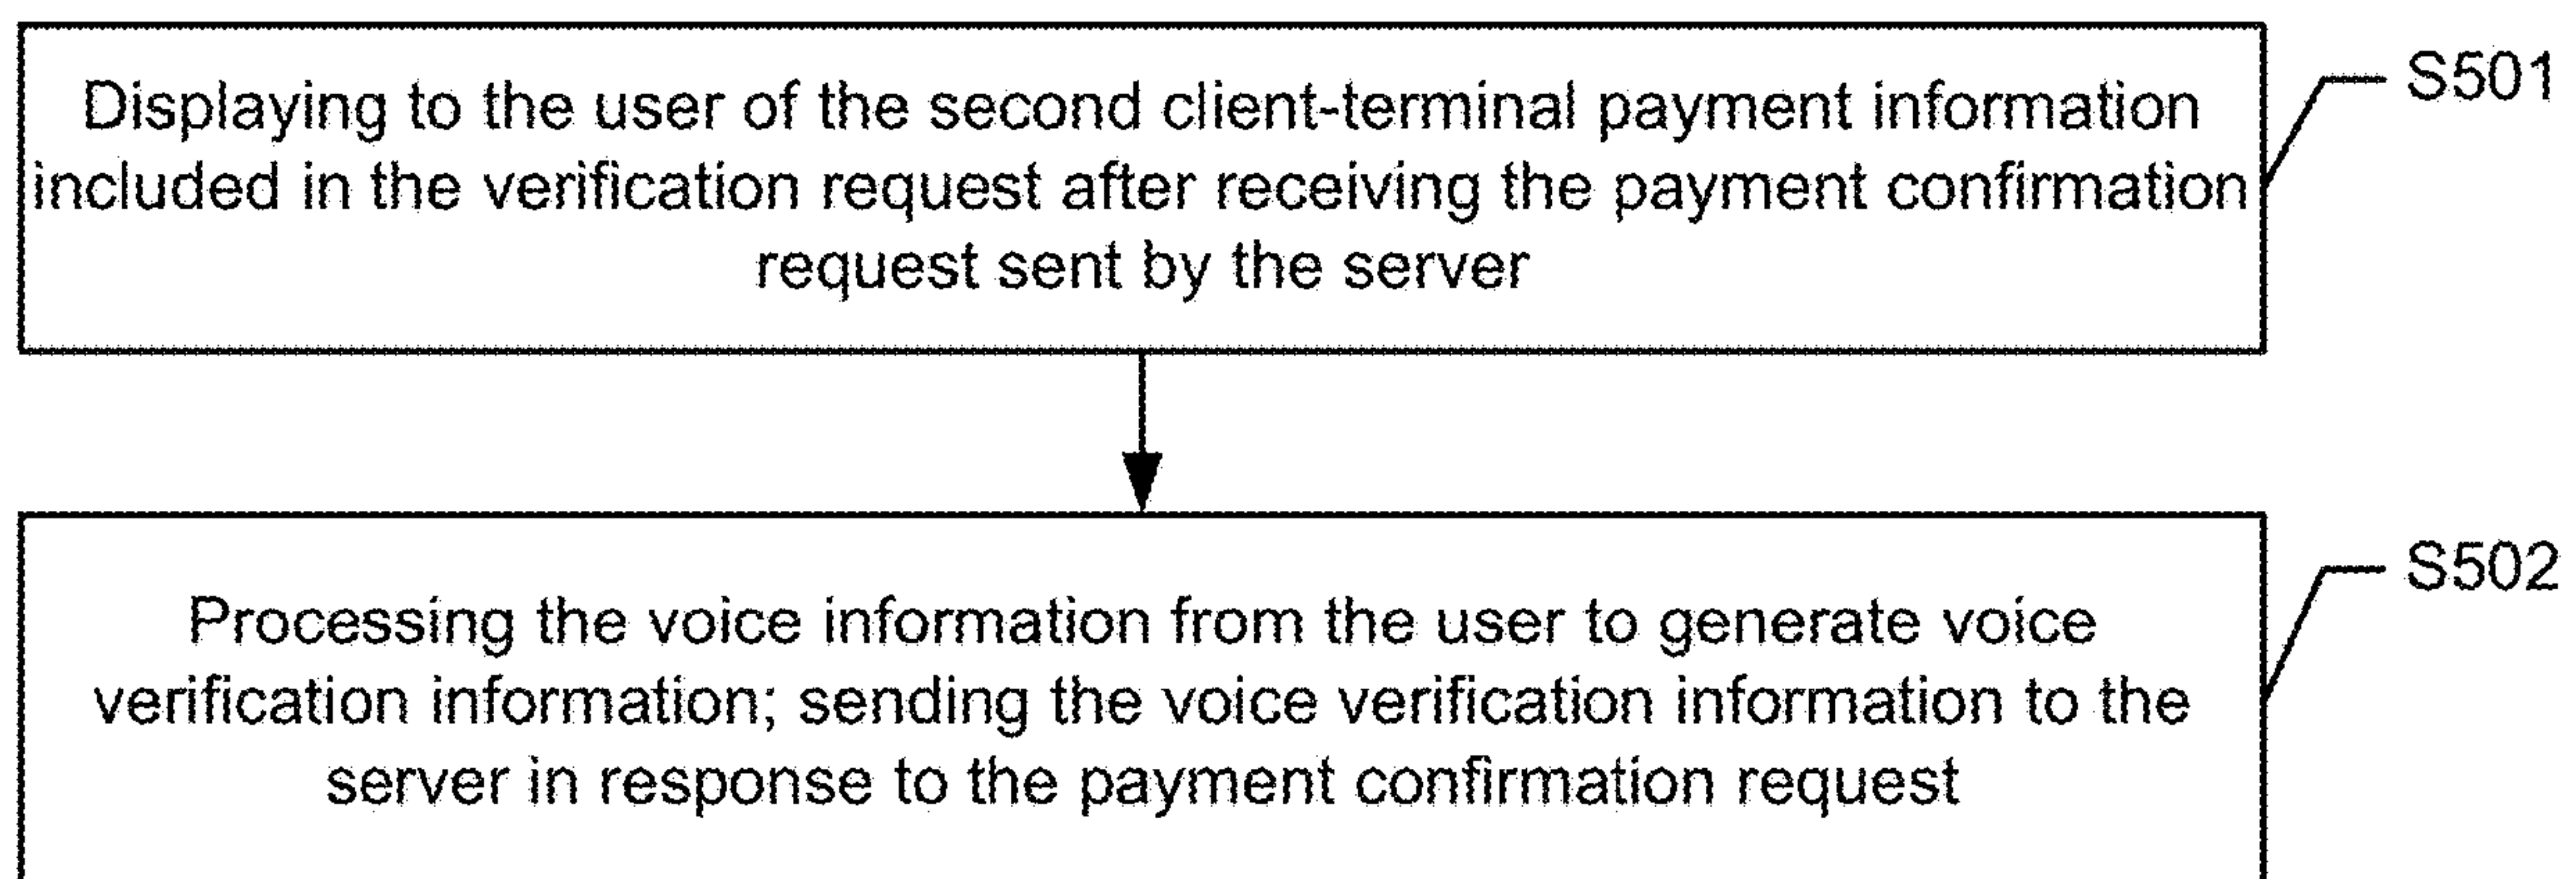 Displaying to the user of the second client-terminal payment information
included in the verification request after receiving the payment confirmation
request sent by the server
S501
Processing the voice information from the user to generate voice
verification information; sending the voice verification information to the
server in response to the payment confirmation request
S502